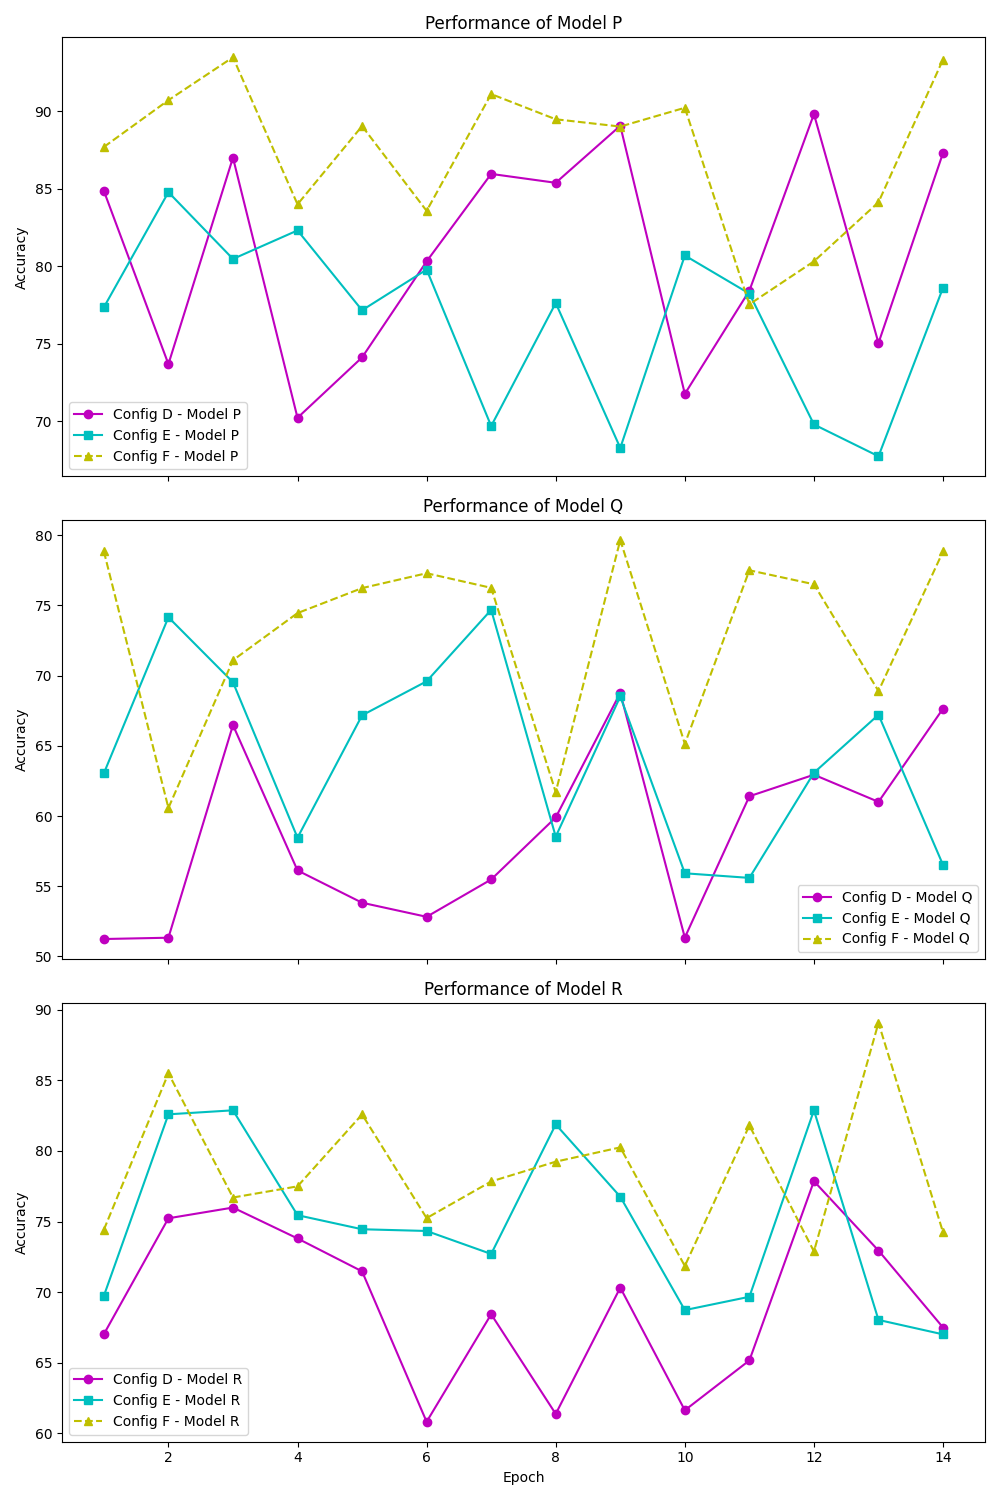 Performance of Model P
Accuracy
90
85
80
75
70
Config D - Model P
Config E - Model P
Config F - Model P
Performance of Model Q
Accuracy
80
75
70
65
60
55
50
Config D - Model Q
Config E - Model Q
Config F - Model Q
Performance of Model R
Accuracy
90
85
80
75
70
65
60
Config D - Model R
Config E - Model R
Config F - Model R
2 4 6 8 10 12 14
Epoch